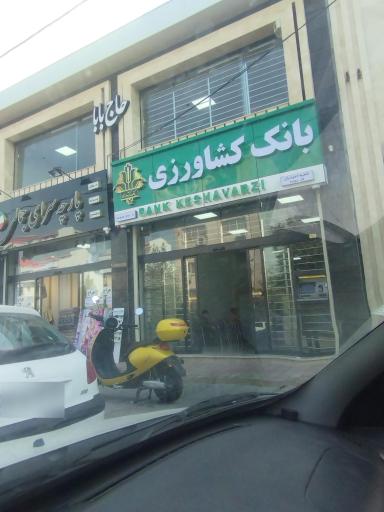 حاج بابا
بانک کشاورزی
BANK KESHAVARZI
پارچه سرای